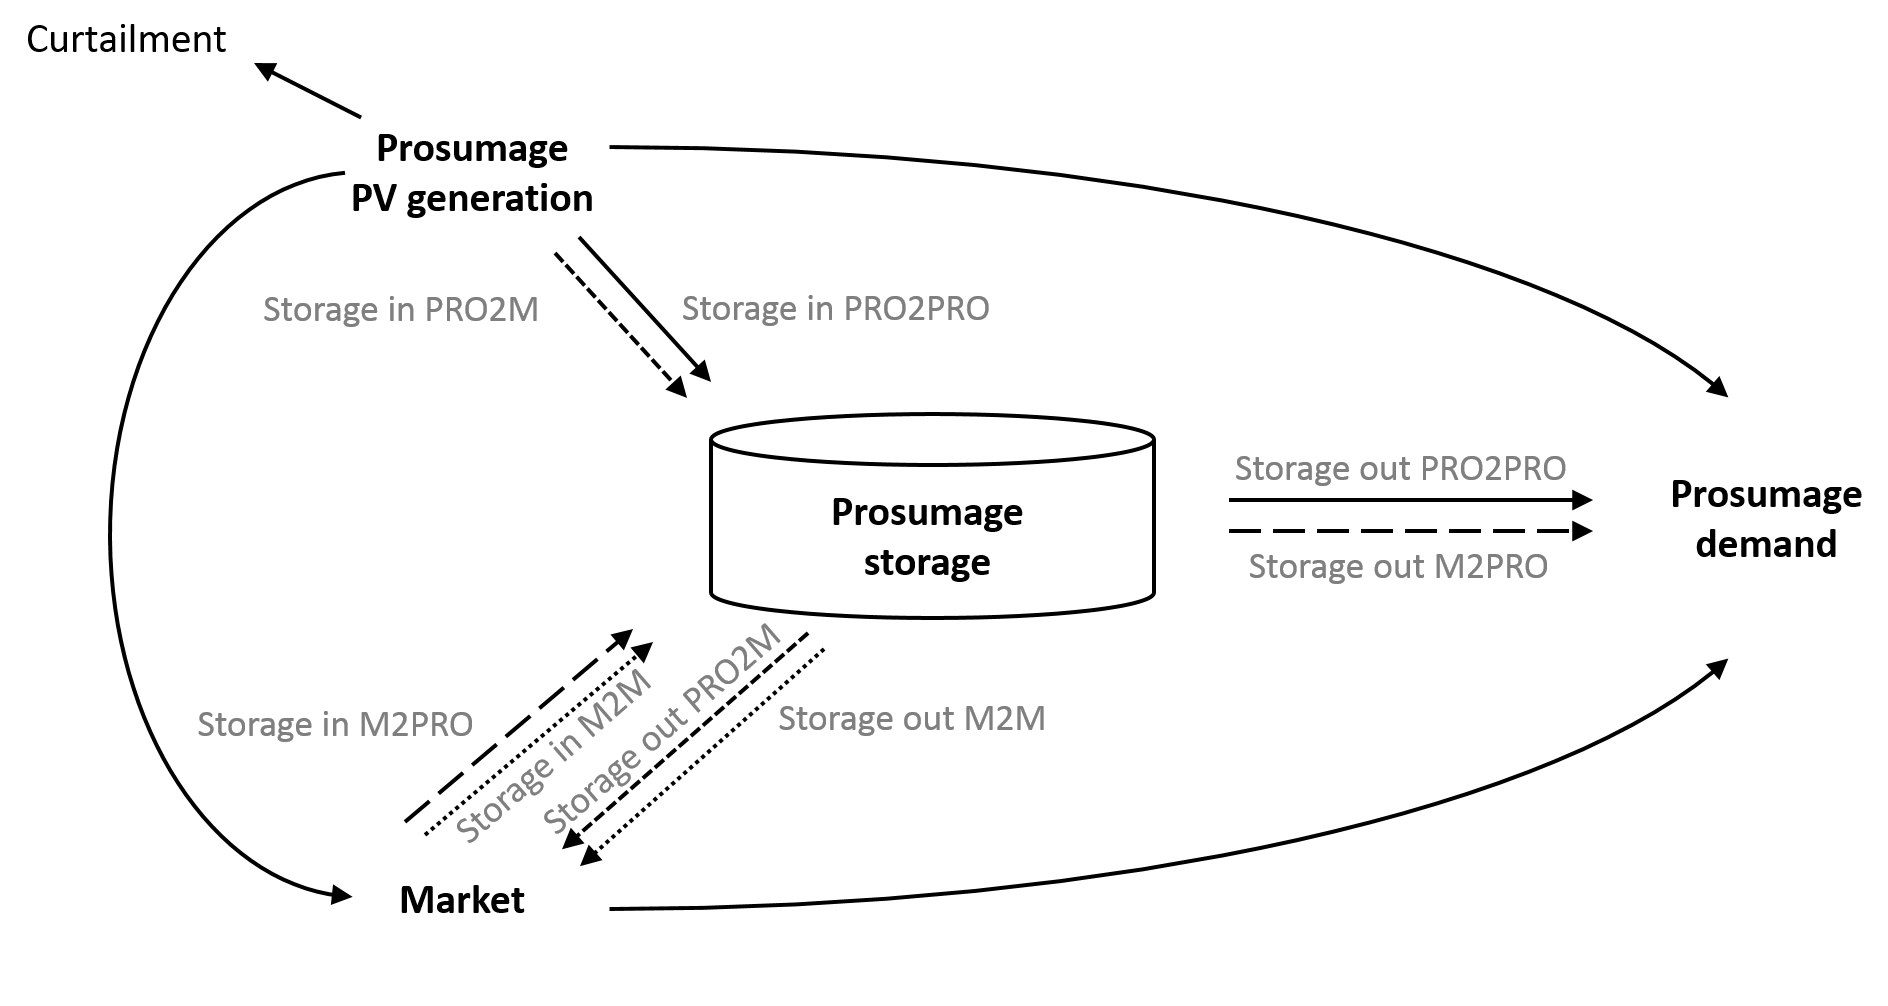 Curtailment
Prosumage
PV generation
Storage in PRO2M
Storage in PRO2PRO
Prosumage
storage
Storage out PRO2PRO
Storage out M2PRO
Prosumage
demand
Storage in M2PRO
Storage in M2M
Storage out PRO2M
Storage out M2M
Market